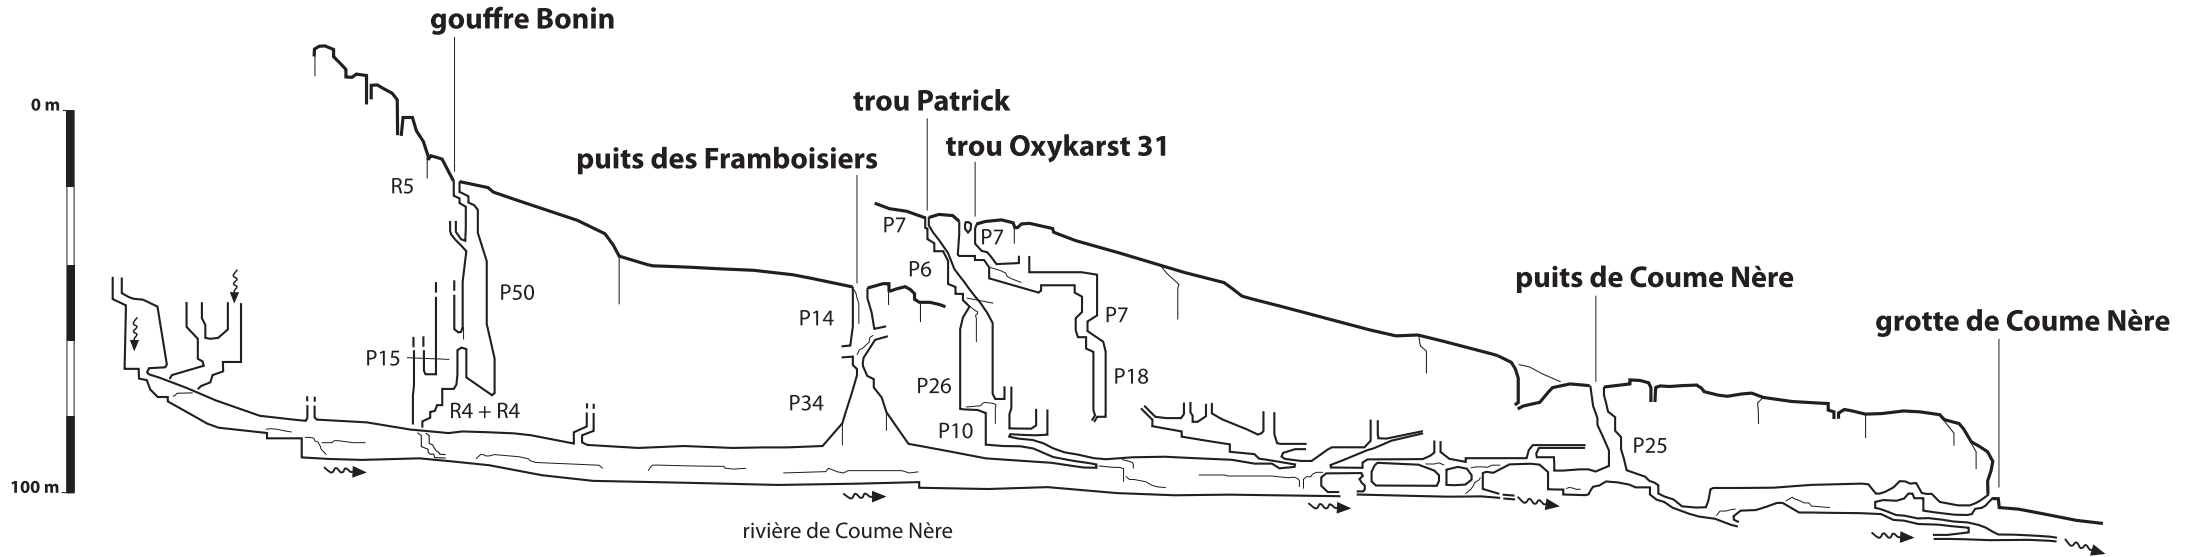 gouffre Bonin
0 m
trou Patrick
trou Oxykarst 31
puits des Framboisiers
R5
P7
P7
P6
puits de Coume Nère
P50
P14
P7
grotte de Coume Nère
P15
P18
P26
P34
R4 + R4
P10
P25
100 m
rivière de Coume Nère